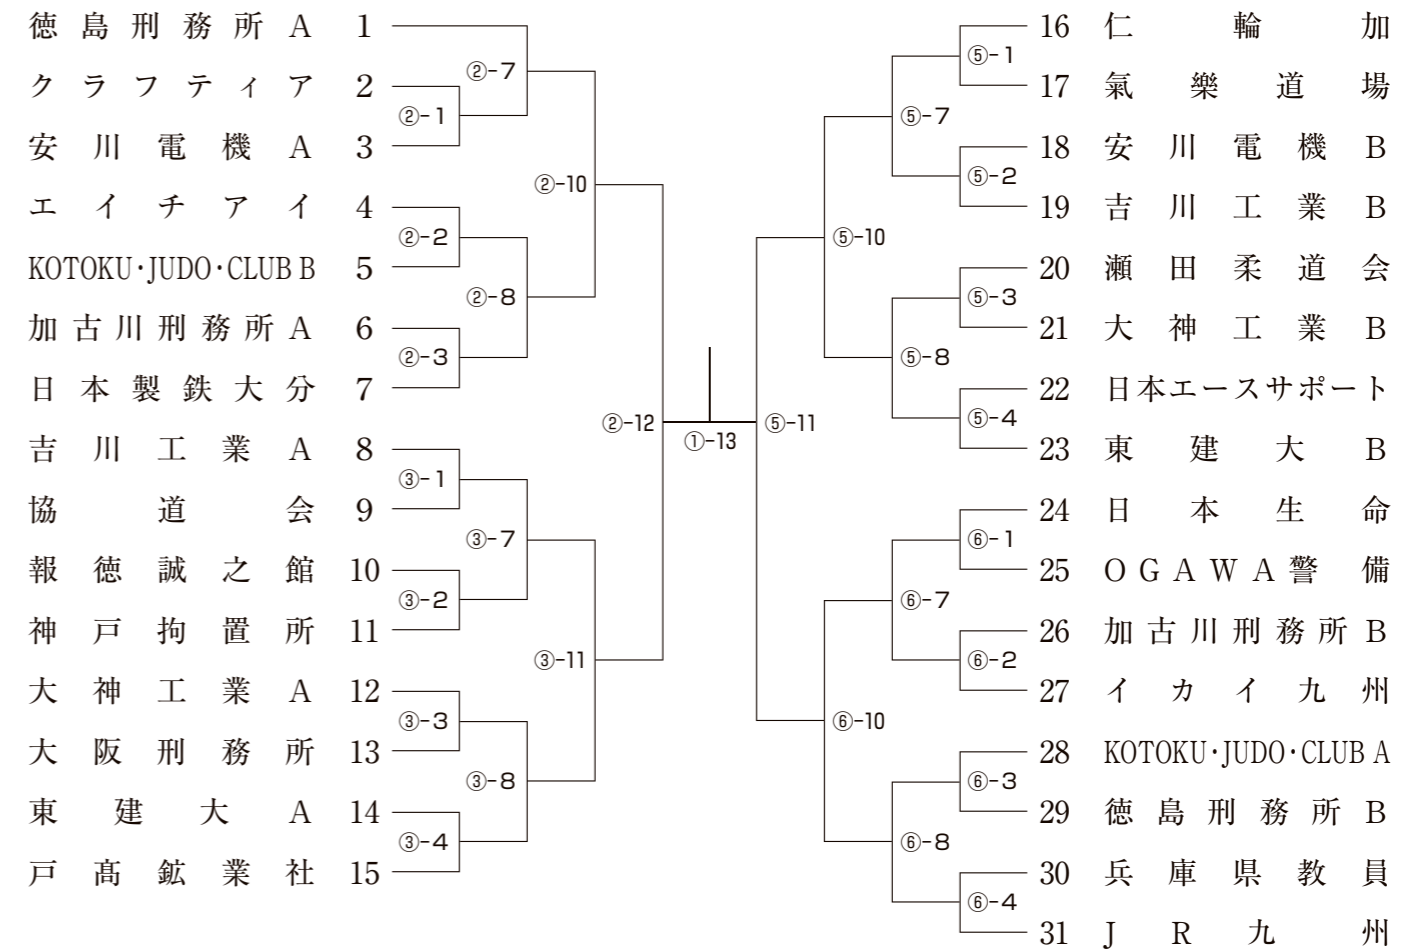 徳島刑務所A 1
クラフティア 2
安川電機A 3
エイチアイ 4
KOTOKU・JUDO・CLUB B 5
加古川刑務所A 6
日本製鉄大分 7
吉川工業A 8
協道会 9
報徳誠之館 10
神戸拘置所 11
大神工業A 12
大阪刑務所 13
東建大A 14
戸髙鉱業社 15
②-7
②-1
②-10
②-2
②-8
②-3
②-12
③-1
③-7
③-2
③-11
③-3
③-8
③-4
①-13
⑤-11
⑤-1
⑤-7
⑤-2
⑤-10
⑤-3
⑤-8
⑤-4
⑥-1
⑥-7
⑥-2
⑥-10
⑥-3
⑥-8
⑥-4
16 仁輪加
17 氣樂道場
18 安川電機B
19 吉川工業B
20 瀬田柔道会
21 大神工業B
22 日本エースサポート
23 東建大B
24 日本生命
25 OGAWA警備
26 加古川刑務所B
27 イカイ九州
28 KOTOKU・JUDO・CLUB A
29 徳島刑務所B
30 兵庫県教員
31 JR九州